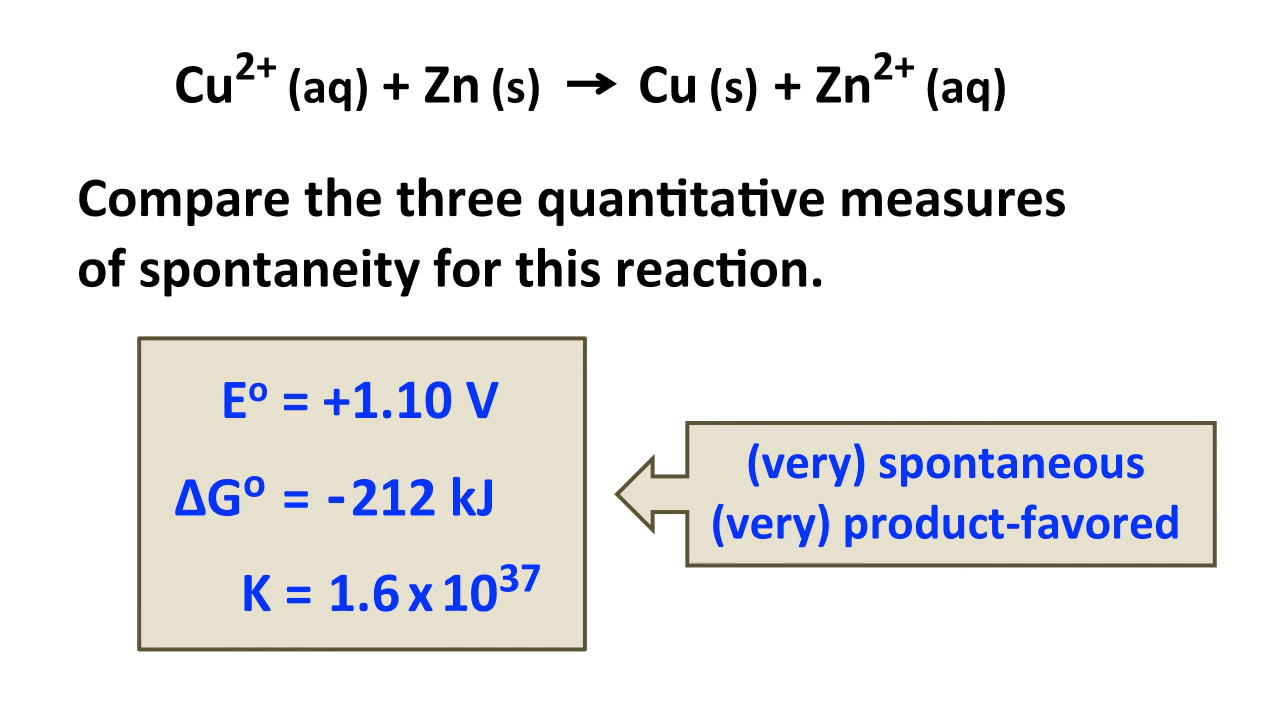 Cu²⁺ (aq) + Zn (s) → Cu (s) + Zn²⁺ (aq)
Compare the three quantitative measures
of spontaneity for this reaction.
Eᵒ = +1.10 V
ΔGᵒ = -212 kJ
K = 1.6 x 10³⁷
(very) spontaneous
(very) product-favored